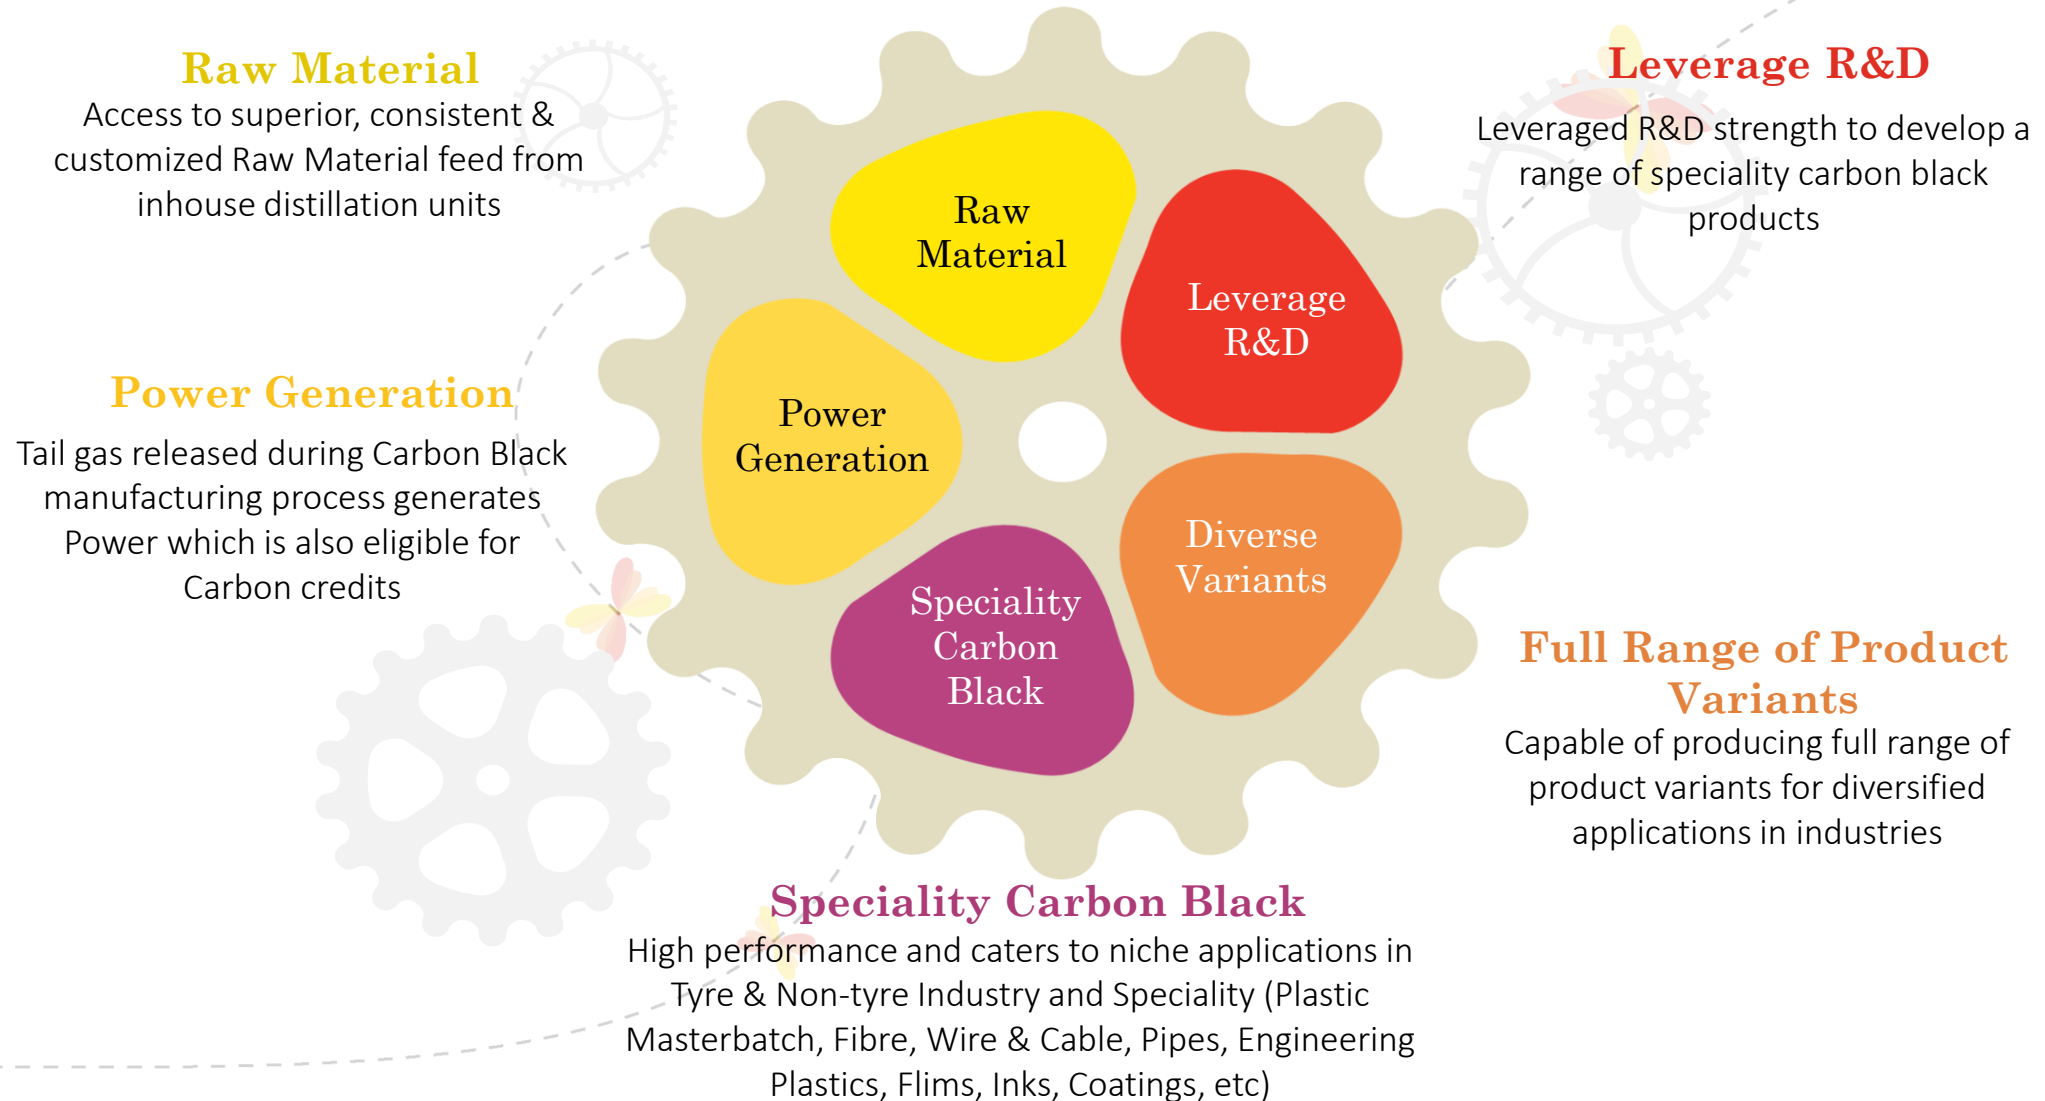 Raw Material
Access to superior, consistent &
customized Raw Material feed from
inhouse distillation units
Power Generation
Tail gas released during Carbon Black
manufacturing process generates
Power which is also eligible for
Carbon credits
Raw
Material
Leverage
R&D
Power
Generation
Diverse
Variants
Speciality
Carbon
Black
Leverage R&D
Leveraged R&D strength to develop a
range of speciality carbon black
products
Full Range of Product
Variants
Capable of producing full range of
product variants for diversified
applications in industries
Speciality Carbon Black
High performance and caters to niche applications in
Tyre & Non-tyre Industry and Speciality (Plastic
Masterbatch, Fibre, Wire & Cable, Pipes, Engineering
Plastics, Flims, Inks, Coatings, etc)